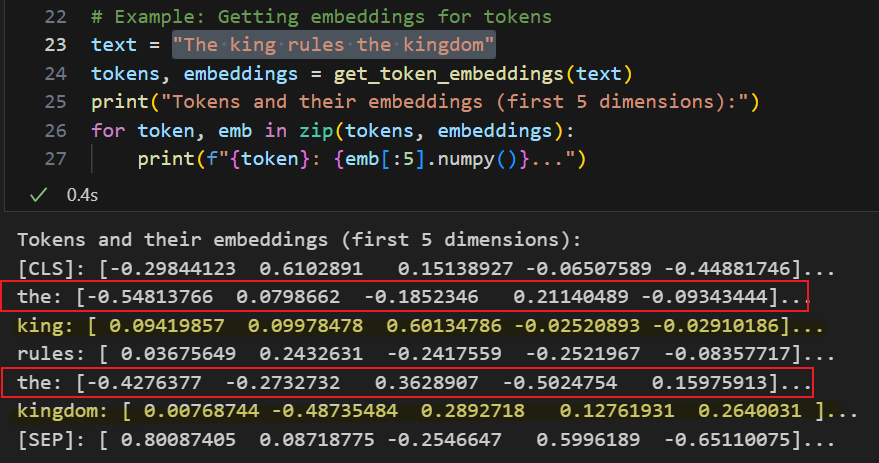 22 # Example: Getting embeddings for tokens
23 text = "The king rules the kingdom"
24 tokens, embeddings = get_token_embeddings(text)
25 print("Tokens and their embeddings (first 5 dimensions):")
26 for token, emb in zip(tokens, embeddings):
27     print(f"{token}: {emb[:5].numpy()}...")
0.4s
Tokens and their embeddings (first 5 dimensions):
[CLS]: [-0.29844123  0.6102891   0.15138927 -0.06507589 -0.44881746]...
the: [-0.54813766  0.0798662  -0.1852346   0.21140489 -0.09343444]...
king: [ 0.09419857  0.09978478  0.60134786 -0.02520893 -0.02910186]...
rules: [ 0.03675649  0.2432631  -0.2417559  -0.2521967  -0.08357717]...
the: [-0.4276377  -0.2732732   0.3628907  -0.5024754   0.15975913]...
kingdom: [ 0.00768744 -0.48735484  0.2892718   0.12761931  0.2640031 ]...
[SEP]: [ 0.80087405  0.08718775 -0.2546647   0.5996189  -0.65110075]...